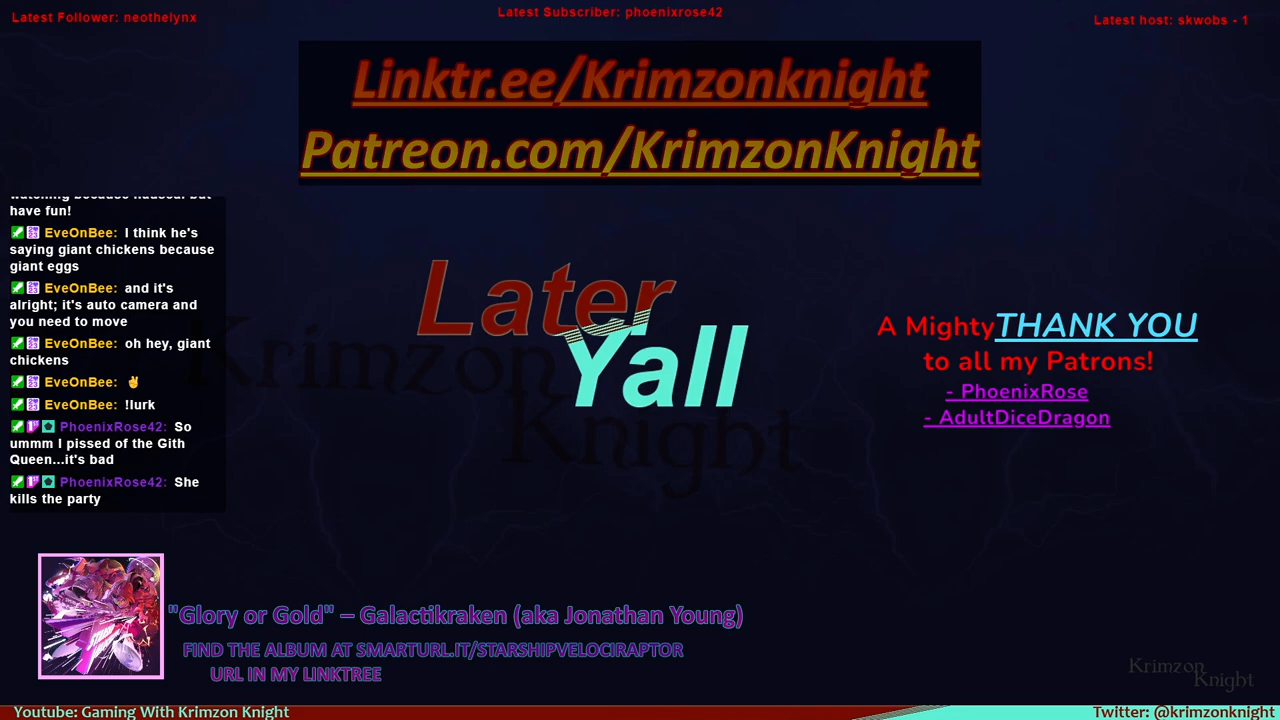 Latest Follower: neothelynx
Latest Subscriber: phoenixrose42
Latest host: skwobs - 1
Linktr.ee/Krimzonknight
Patreon.com/KrimzonKnight
have fun!
EveOnBee: I think he's
saying giant chickens because
giant eggs
EveOnBee: and it's
alright; it's auto camera and
you need to move
EveOnBee: oh hey, giant
chickens
EveOnBee: ✌
EveOnBee: !lurk
PhoenixRose42: So
ummm I pissed of the Gith
Queen...it's bad
PhoenixRose42: She
kills the party
Later
Yall
Krimzon
Knight
A Mighty THANK YOU
to all my Patrons!
- PhoenixRose
- AdultDiceDragon
"Glory or Gold" – Galactikraken (aka Jonathan Young)
FIND THE ALBUM AT SMARTURL.IT/STARSHIPVELOCIRAPTOR
URL IN MY LINKTREE
Krimzon
Knight
Youtube: Gaming With Krimzon Knight
Twitter: @krimzonknight